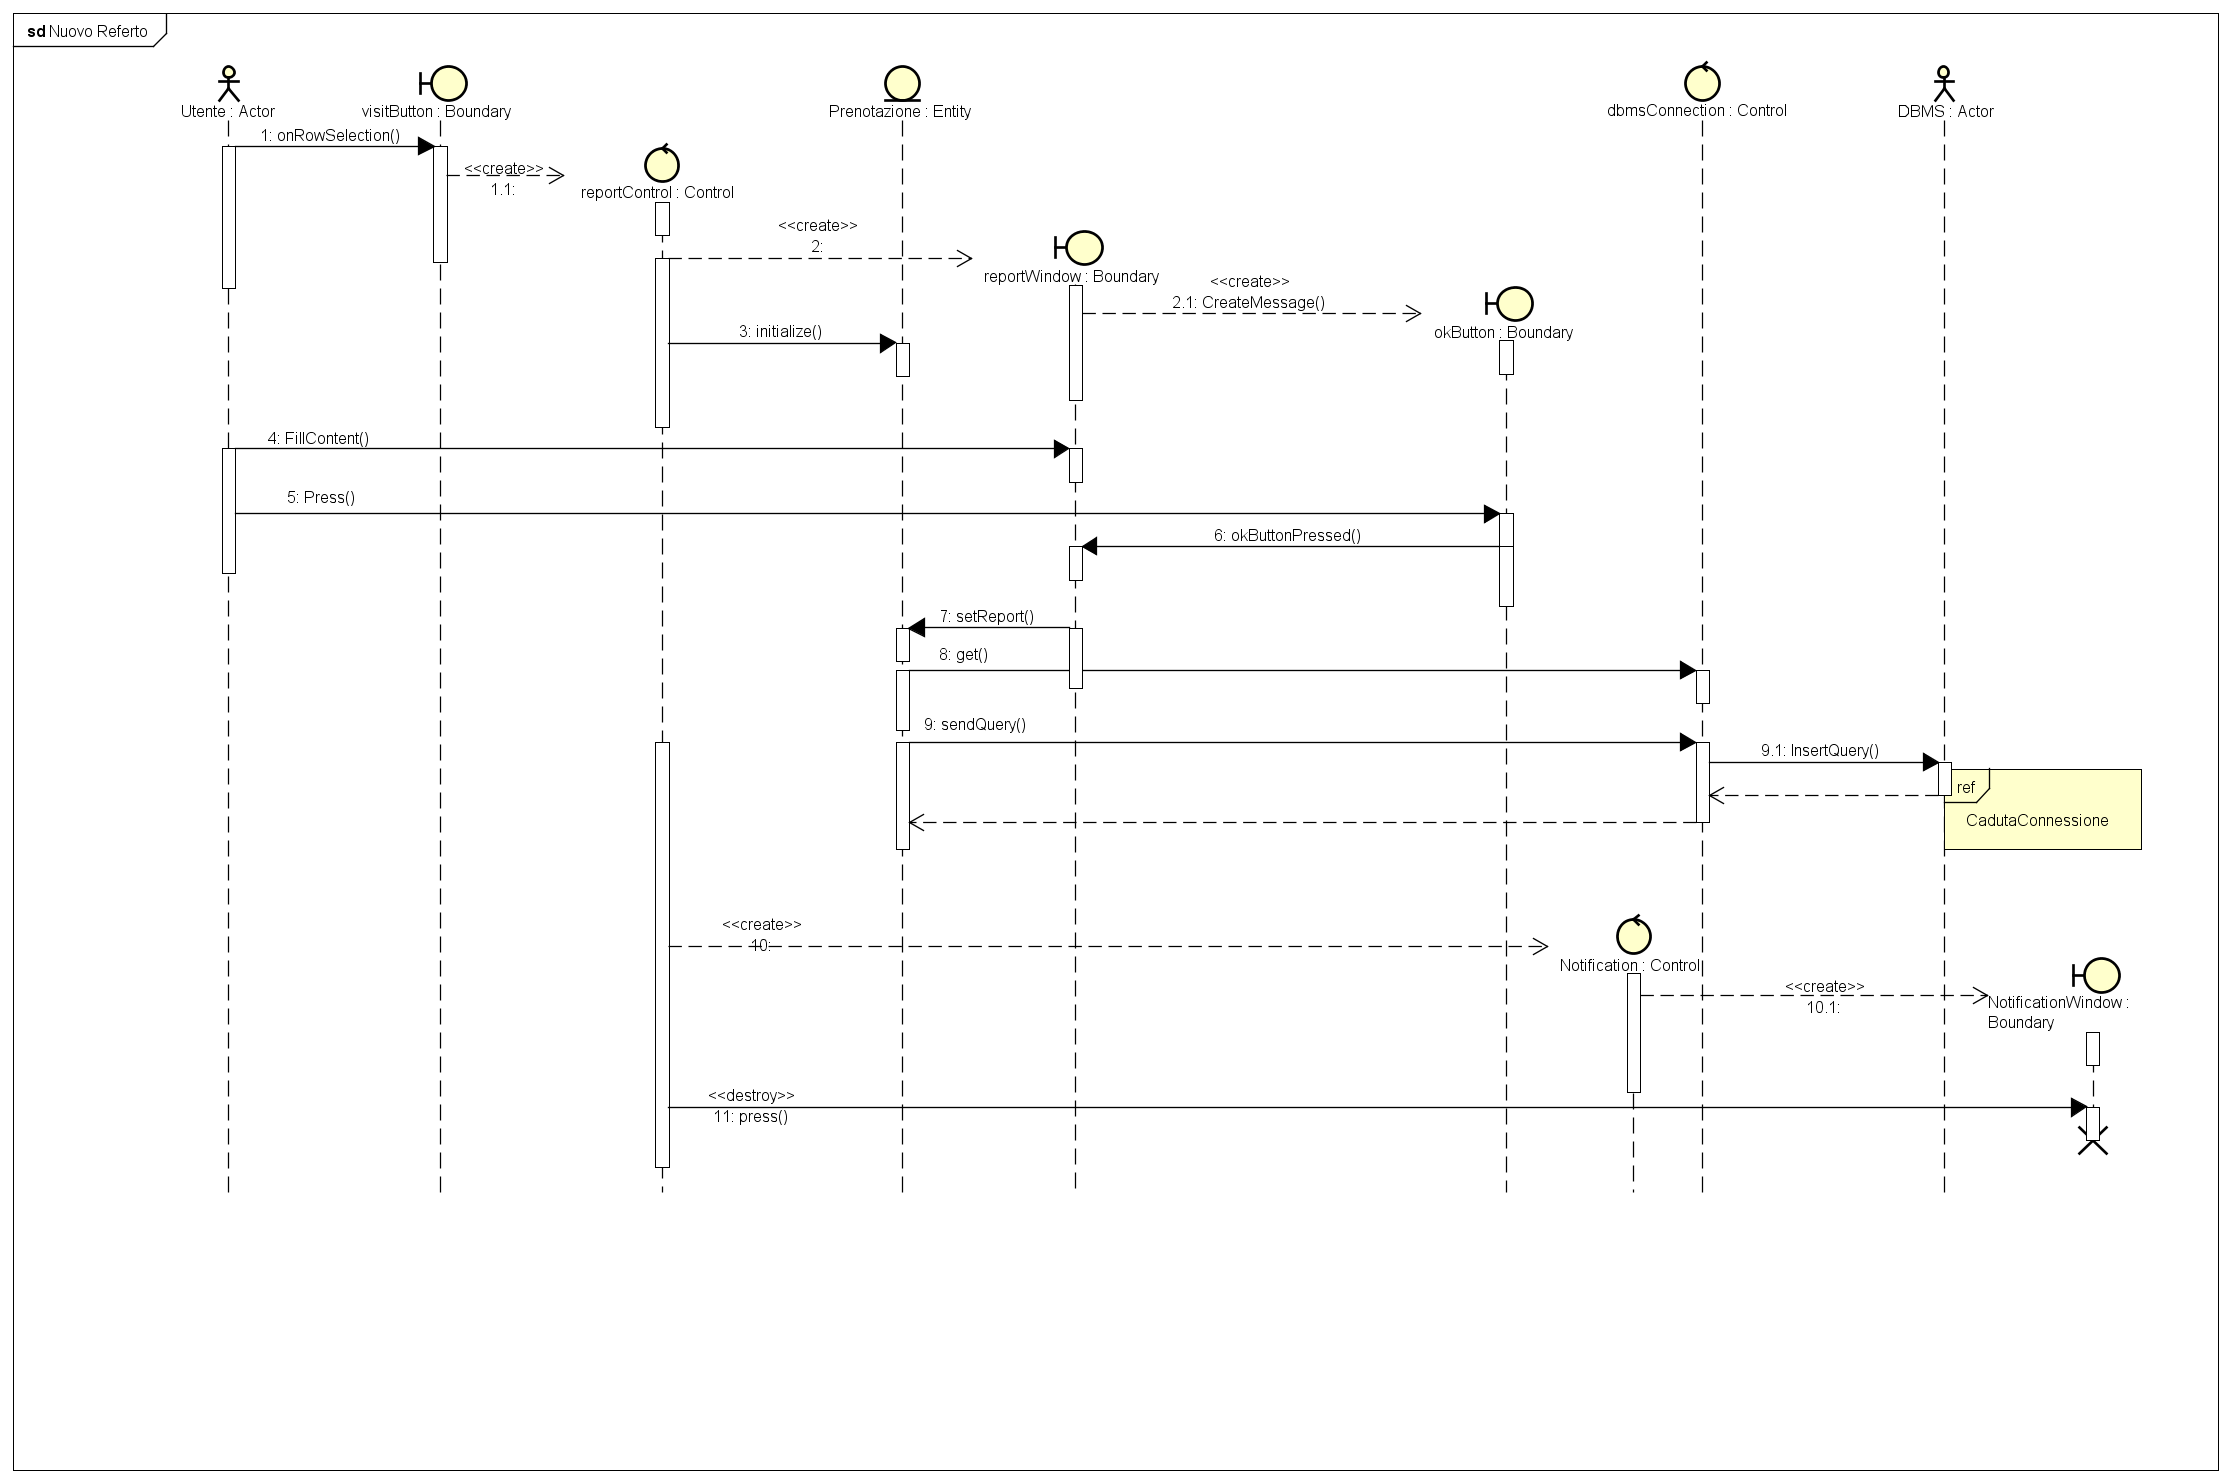 sd Nuovo Referto
Utente : Actor
visitButton : Boundary
Prenotazione : Entity
dbmsConnection : Control
DBMS : Actor
1: onRowSelection()
<<create>>
1.1:
reportControl : Control
<<create>>
2:
reportWindow : Boundary
<<create>>
2.1: CreateMessage()
3: initialize()
okButton : Boundary
4: FillContent()
5: Press()
6: okButtonPressed()
7: setReport()
8: get()
9: sendQuery()
9.1: InsertQuery()
ref
CadutaConnessione
<<create>>
10:
Notification : Control
<<create>>
10.1:
NotificationWindow :
Boundary
<<destroy>>
11: press()